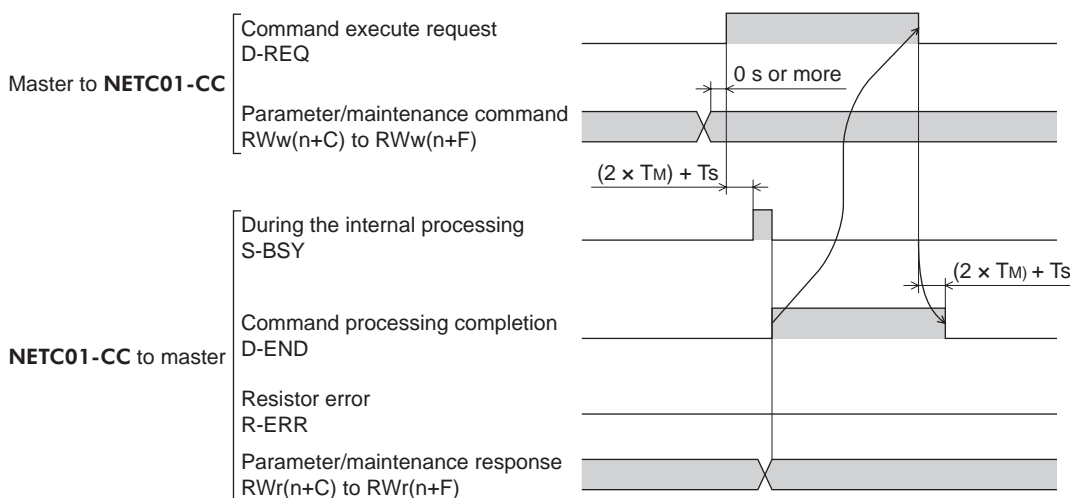 Command execute request
D-REQ
Master to NETC01-CC
0 s or more
Parameter/maintenance command
RWw(n+C) to RWw(n+F)
(2 × TM) + Ts
During the internal processing
S-BSY
(2 × TM) + Ts
Command processing completion
D-END
NETC01-CC to master
Resistor error
R-ERR
Parameter/maintenance response
RWr(n+C) to RWr(n+F)